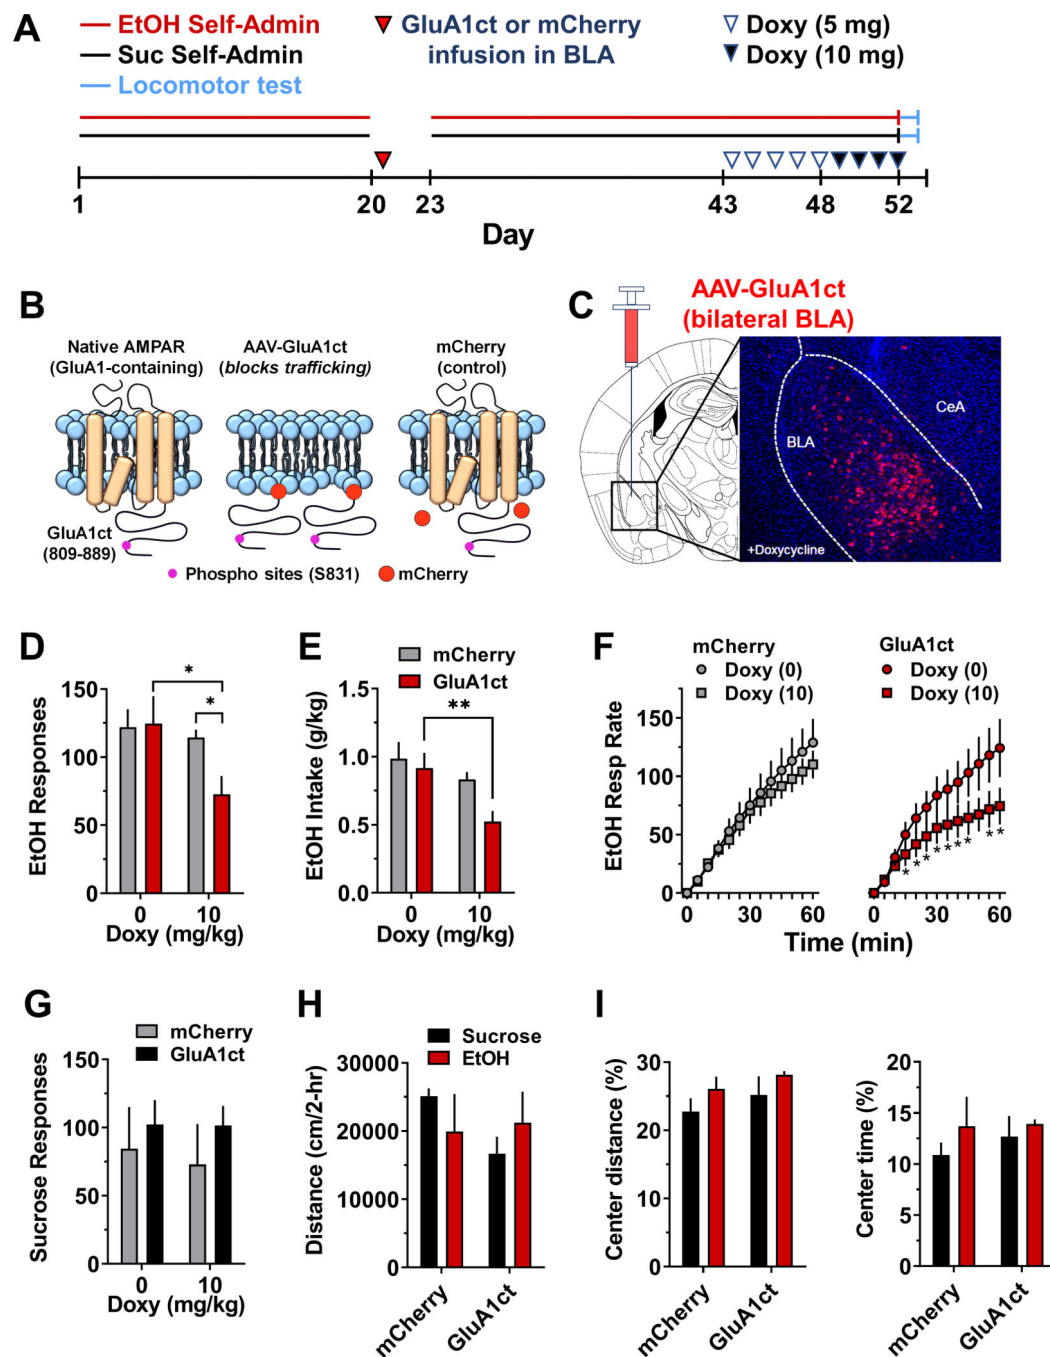 A
EtOH Self-Admin
Suc Self-Admin
Locomotor test
GluA1ct or mCherry
infusion in BLA
Doxy (5 mg)
Doxy (10 mg)
1 20 23 43 48 52
Day
B
Native AMPAR
(GluA1-containing)
AAV-GluA1ct
(blocks trafficking)
mCherry
(control)
GluA1ct
(809-889)
Phospho sites (S831)
mCherry
C
AAV-GluA1ct
(bilateral BLA)
CeA
BLA
+Doxycycline
D
EtOH Responses
150
100
50
0
*
*
0 10
Doxy (mg/kg)
E
mCherry
GluA1ct
EtOH Intake (g/kg)
1.5
1.0
0.5
0.0
**
0 10
Doxy (mg/kg)
F
mCherry
Doxy (0)
Doxy (10)
GluA1ct
Doxy (0)
Doxy (10)
EtOH Resp Rate
150
100
50
0
* * * * * * * * *
0 30 60
0 30 60
Time (min)
G
mCherry
GluA1ct
Sucrose Responses
150
100
50
0
0 10
Doxy (mg/kg)
H
Sucrose
EtOH
Distance (cm/2-hr)
30000
20000
10000
0
mCherry
GluA1ct
I
Center distance (%)
30
20
10
0
mCherry
GluA1ct
Center time (%)
20
15
10
5
0
mCherry
GluA1ct